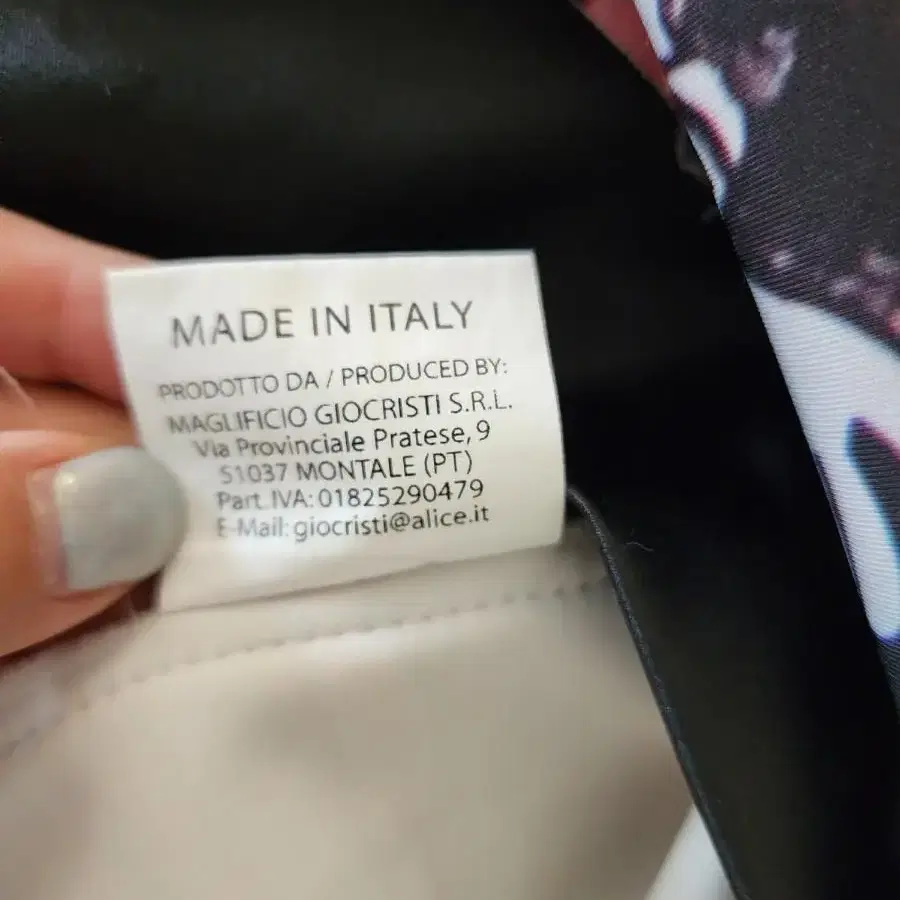 MADE IN ITALY
PRODOTTO DA / PRODUCED BY:
MAGLIFICIO GIOCRISTI S.R.L.
Via Provinciale Pratese, 9
51037 MONTALE (PT)
Part. IVA: 01825290479
E-Mail: giocristi@alice.it